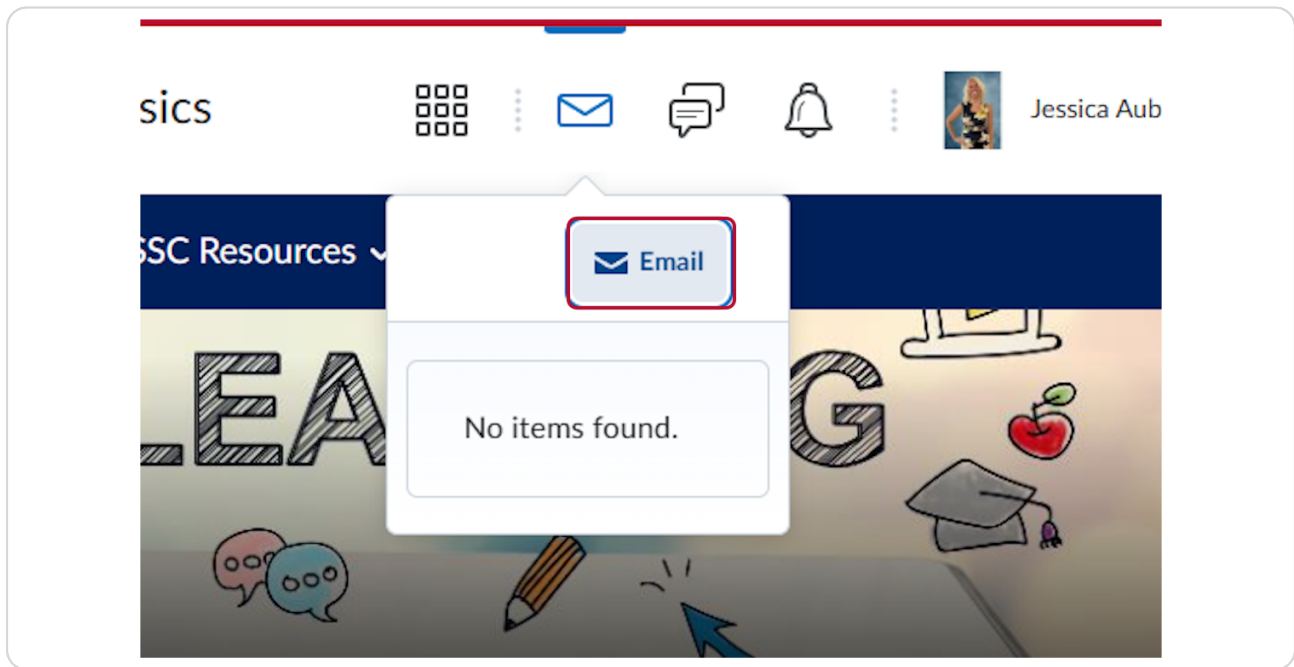 sics
Jessica Aub
SSC Resources
Email
LEA
G
No items found.